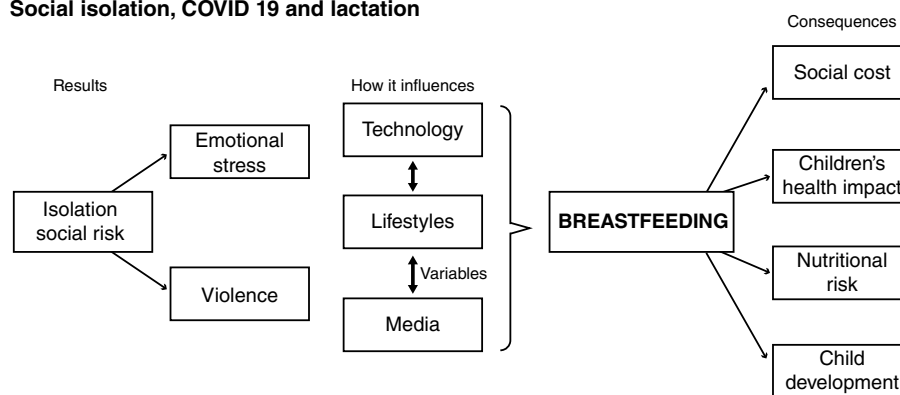 Social isolation, COVID 19 and lactation
Results
Isolation
social risk
Emotional
stress
Violence
How it influences
Technology
Lifestyles
Variables
Media
BREASTFEEDING
Consequences
Social cost
Children's
health impact
Nutritional
risk
Child
development